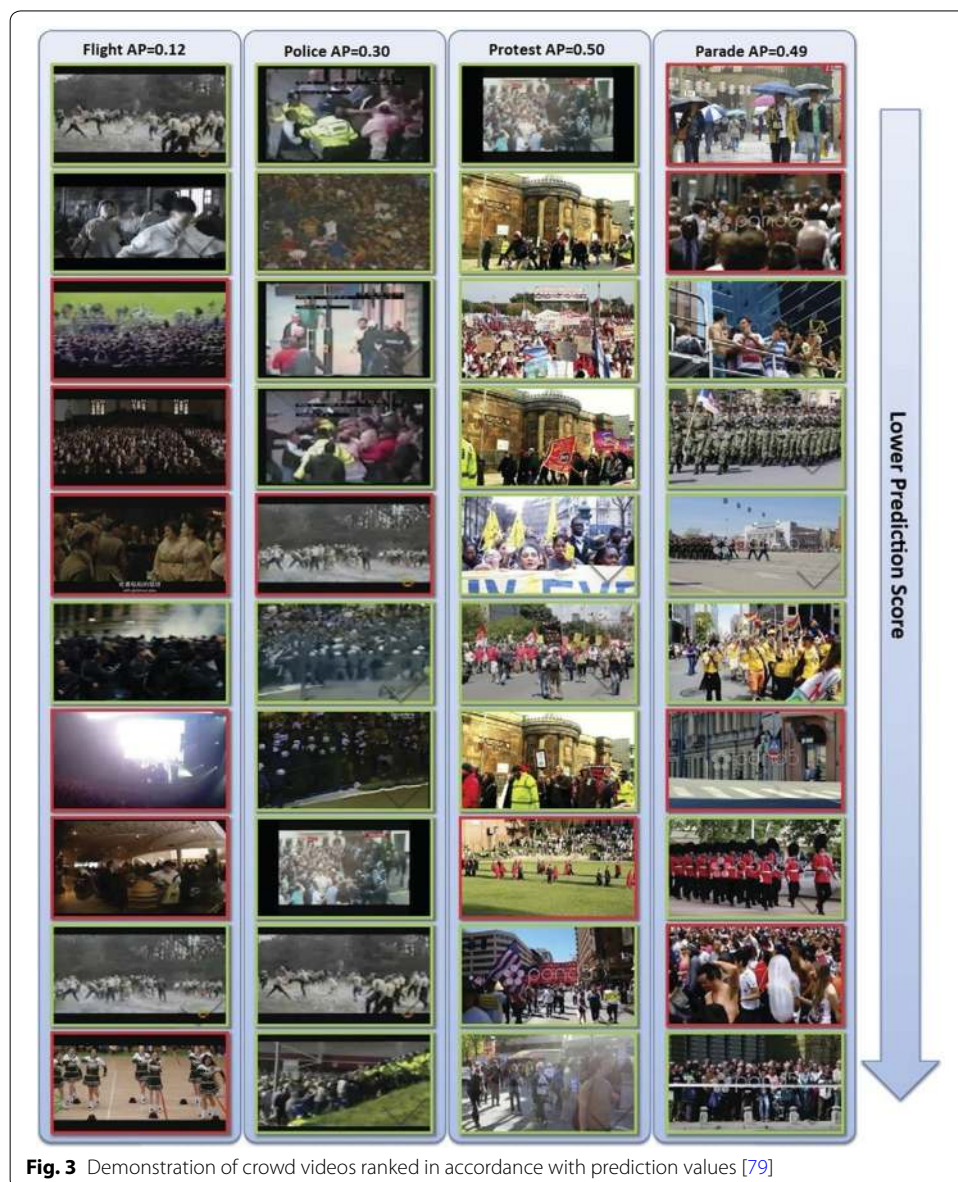 Flight AP=0.12
Police AP=0.30
Protest AP=0.50
Parade AP=0.49
Lower Prediction Score
Fig. 3 Demonstration of crowd videos ranked in accordance with prediction values [79]